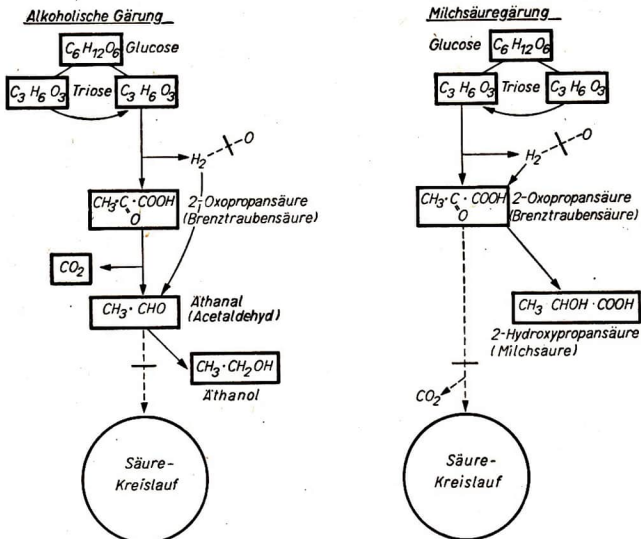 Alkoholische Gärung
C6H12O6 Glucose
C3H6O3 Triose C3H6O3
H2 O
CH3·C·COOH
O
2-Oxopropansäure
(Brenztraubensäure)
CO2
CH3·CHO
Äthanal
(Acetaldehyd)
CH3·CH2OH
Äthanol
Säure-
Kreislauf
Milchsäuregärung
Glucose C6H12O6
C3H6O3 Triose C3H6O3
H2 O
CH3·C·COOH
O
2-Oxopropansäure
(Brenztraubensäure)
CH3 CHOH·COOH
2-Hydroxypropansäure
(Milchsäure)
CO2
Säure-
Kreislauf